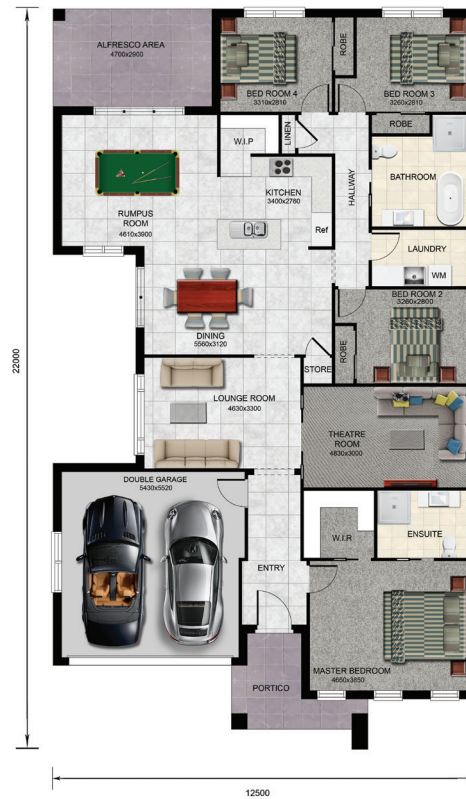 ALFRESCO AREA
4700x2900
BED ROOM 4
3310x2810
ROBE
BED ROOM 3
3260x2810
ROBE
W.I.P
LINEN
KITCHEN
3400x2760
HALLWAY
BATHROOM
RUMPUS
ROOM
4610x3900
Ref
LAUNDRY
WM
BED ROOM 2
3260x2800
DINING
5560x3120
ROBE
STORE
22000
LOUNGE ROOM
4630x3300
THEATRE
ROOM
4830x3000
DOUBLE GARAGE
5430x5520
W.I.R
ENSUITE
ENTRY
MASTER BEDROOM
4650x3850
PORTICO
12500